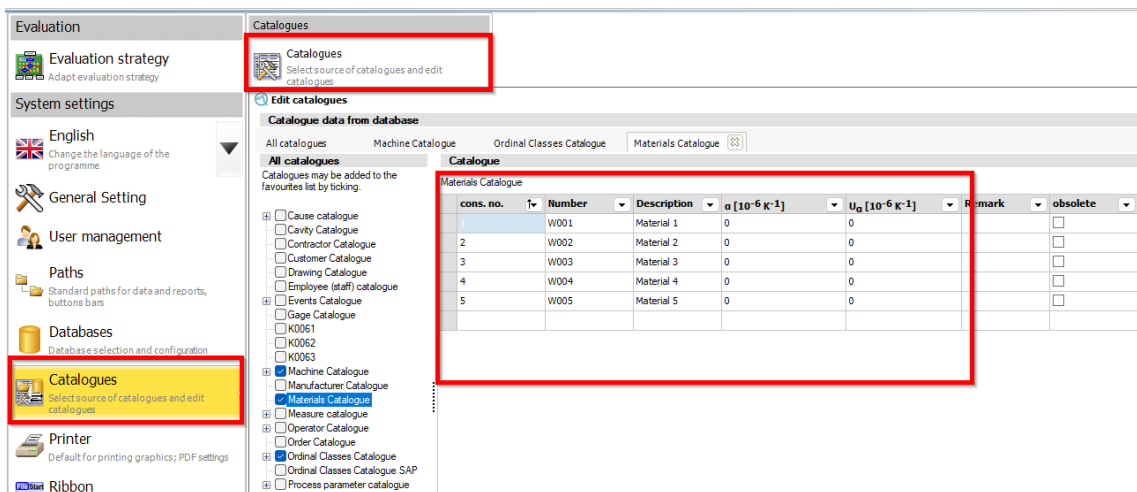 Evaluation
Evaluation strategy
Adapt evaluation strategy
System settings
English
Change the language of the
programme
General Setting
User management
Paths
Standard paths for data and reports,
buttons bars
Databases
Database selection and configuration
Catalogues
Select source of catalogues and edit
catalogues
Printer
Default for printing graphics; PDF settings
Start Ribbon
Catalogues
Catalogues
Select source of catalogues and edit
catalogues
Edit catalogues
Catalogue data from database
All catalogues Machine Catalogue Ordinal Classes Catalogue Materials Catalogue
All catalogues
Catalogues may be added to the
favourites list by ticking.
Cause catalogue
Cavity Catalogue
Contractor Catalogue
Customer Catalogue
Drawing Catalogue
Employee (staff) catalogue
Events Catalogue
Gage Catalogue
K0061
K0062
K0063
Machine Catalogue
Manufacturer Catalogue
Materials Catalogue
Measure catalogue
Operator Catalogue
Order Catalogue
Ordinal Classes Catalogue
Ordinal Classes Catalogue SAP
Process parameter catalogue
Catalogue
Materials Catalogue
cons. no. Number Description α [10⁻⁶ K⁻¹] Uα [10⁻⁶ K⁻¹] Remark obsolete
1 W001 Material 1 0 0
2 W002 Material 2 0 0
3 W003 Material 3 0 0
4 W004 Material 4 0 0
5 W005 Material 5 0 0